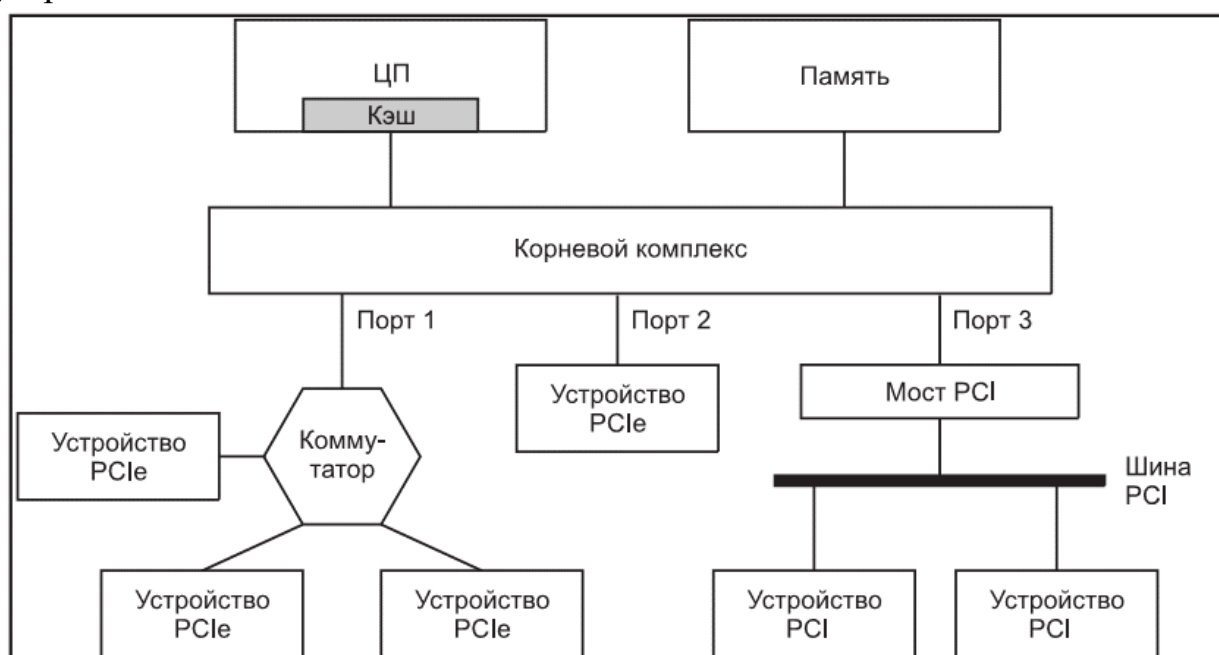 ЦП
Кэш
Память
Корневой комплекс
Порт 1
Порт 2
Порт 3
Устройство
PCIe
Комму-
татор
Устройство
PCIe
Мост PCI
Шина
PCI
Устройство
PCIe
Устройство
PCIe
Устройство
PCI
Устройство
PCI